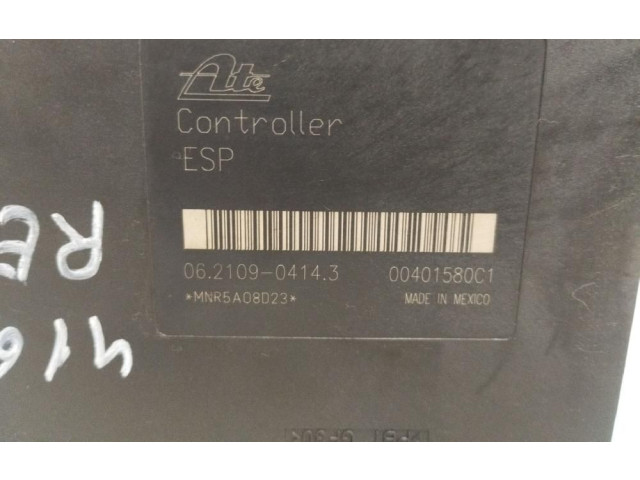 Ate
Controller
ESP
06.2109-0414.3 00401580C1
*MNR5A08D23* MADE IN MEXICO
RE
416